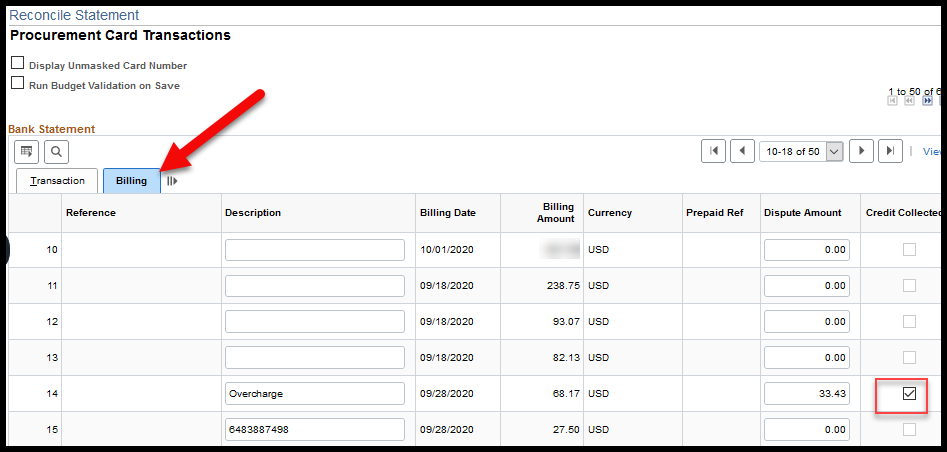 Reconcile Statement
Procurement Card Transactions
Display Unmasked Card Number
Run Budget Validation on Save
1 to 50 of
Bank Statement
10-18 of 50
Transaction Billing
Reference Description Billing Date Billing Amount Currency Prepaid Ref Dispute Amount Credit Collected
10 10/01/2020 USD 0.00
11 09/18/2020 238.75 USD 0.00
12 09/18/2020 93.07 USD 0.00
13 09/18/2020 82.13 USD 0.00
14 Overcharge 09/28/2020 68.17 USD 33.43
15 6483887498 09/28/2020 27.50 USD 0.00